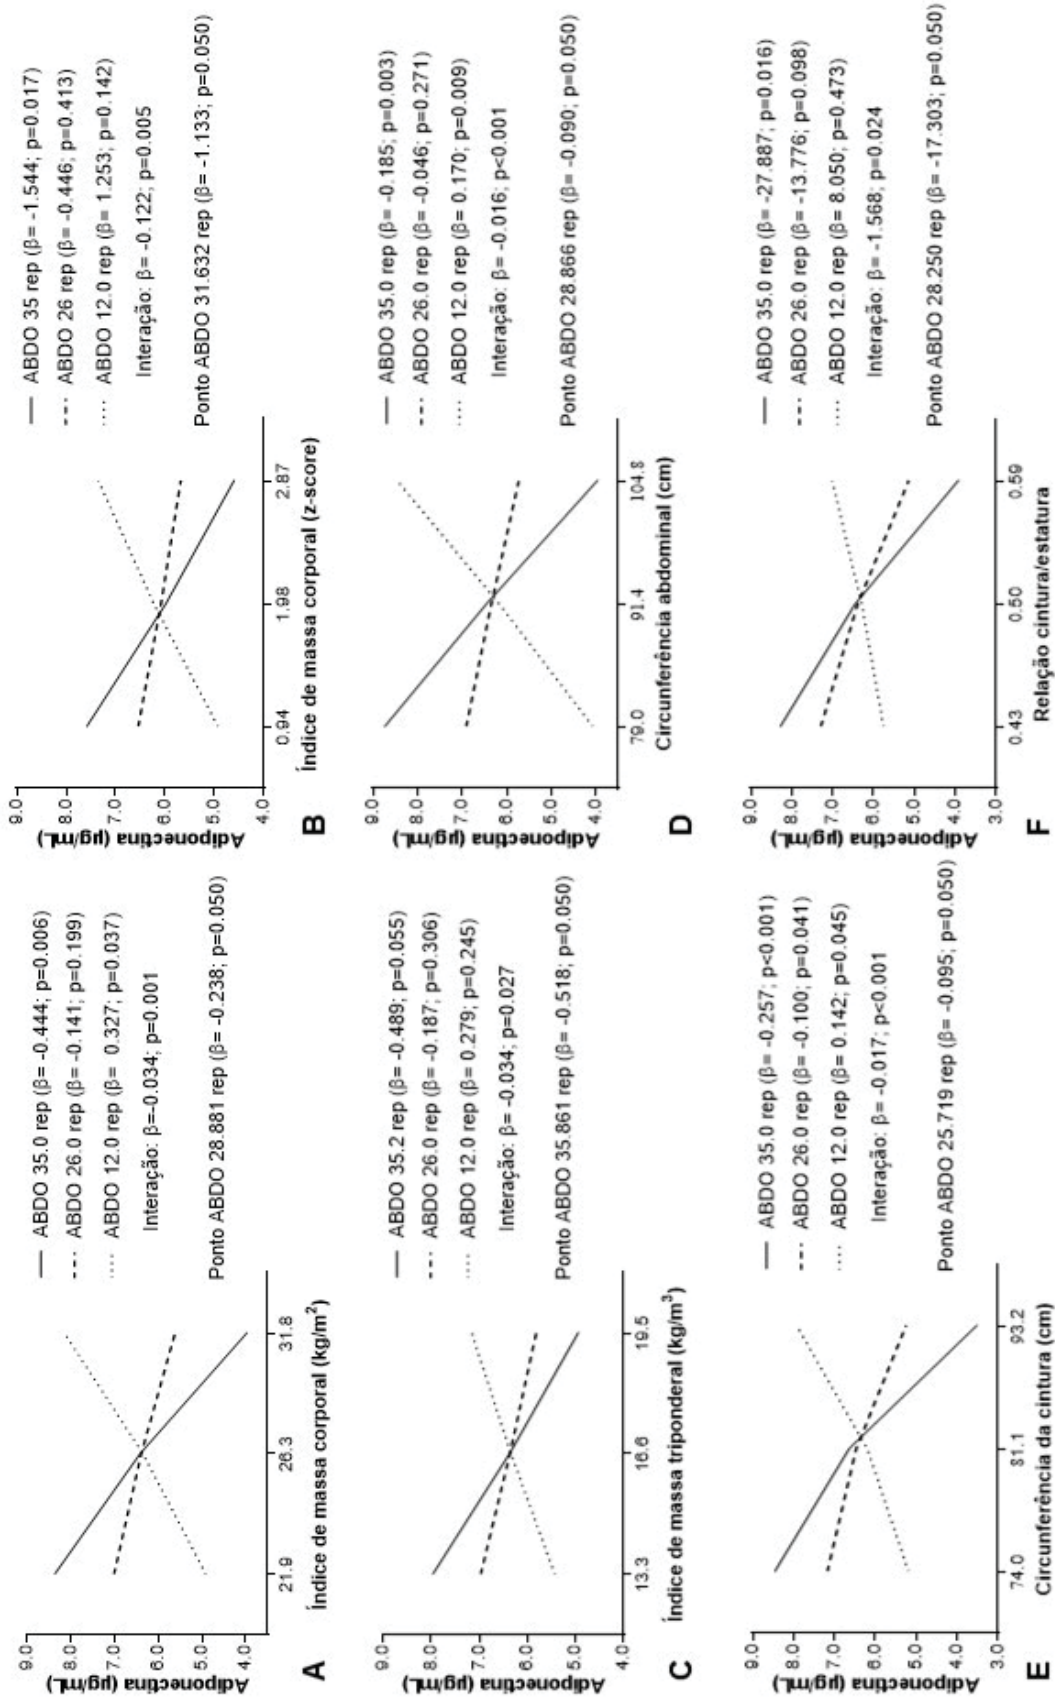 9.0
8.0
7.0
6.0
5.0
4.0
Adiponectina (µg/mL)
21.9
26.3
31.8
Índice de massa corporal (kg/m²)
A
ABDO 35.0 rep (β= -0.444; p=0.006)
ABDO 26.0 rep (β= -0.141; p=0.199)
ABDO 12.0 rep (β= 0.327; p=0.037)
Interação: β=-0.034; p=0.001
Ponto ABDO 28.881 rep (β= -0.238; p=0.050)
9.0
8.0
7.0
6.0
5.0
4.0
Adiponectina (µg/mL)
0.94
1.98
2.87
Índice de massa corporal (z-score)
B
ABDO 35 rep (β= -1.544; p=0.017)
ABDO 26 rep (β= -0.446; p=0.413)
ABDO 12.0 rep (β= 1.253; p=0.142)
Interação: β= -0.122; p=0.005
Ponto ABDO 31.632 rep (β= -1.133; p=0.050)
9.0
8.0
7.0
6.0
5.0
4.0
Adiponectina (µg/mL)
13.3
16.6
19.5
Índice de massa triponderal (kg/m³)
C
ABDO 35.2 rep (β= -0.489; p=0.055)
ABDO 26.0 rep (β= -0.187; p=0.306)
ABDO 12.0 rep (β= 0.279; p=0.245)
Interação: β= -0.034; p=0.027
Ponto ABDO 35.861 rep (β= -0.518; p=0.050)
9.0
8.0
7.0
6.0
5.0
4.0
Adiponectina (µg/mL)
79.0
91.4
104.8
Circunferência abdominal (cm)
D
ABDO 35.0 rep (β= -0.185; p=0.003)
ABDO 26.0 rep (β= -0.046; p=0.271)
ABDO 12.0 rep (β= 0.170; p=0.009)
Interação: β= -0.016; p<0.001
Ponto ABDO 28.866 rep (β= -0.090; p=0.050)
9.0
8.0
7.0
6.0
5.0
4.0
3.0
Adiponectina (µg/mL)
74.0
81.1
93.2
Circunferência da cintura (cm)
E
ABDO 35.0 rep (β= -0.257; p<0.001)
ABDO 26.0 rep (β= -0.100; p=0.041)
ABDO 12.0 rep (β= 0.142; p=0.045)
Interação: β= -0.017; p<0.001
Ponto ABDO 25.719 rep (β= -0.095; p=0.050)
9.0
8.0
7.0
6.0
5.0
4.0
3.0
Adiponectina (µg/mL)
0.43
0.50
0.59
Relação cintura/estatura
F
ABDO 35.0 rep (β= -27.887; p=0.016)
ABDO 26.0 rep (β= -13.776; p=0.098)
ABDO 12.0 rep (β= 8.050; p=0.473)
Interação: β= -1.568; p=0.024
Ponto ABDO 28.250 rep (β= -17.303; p=0.050)